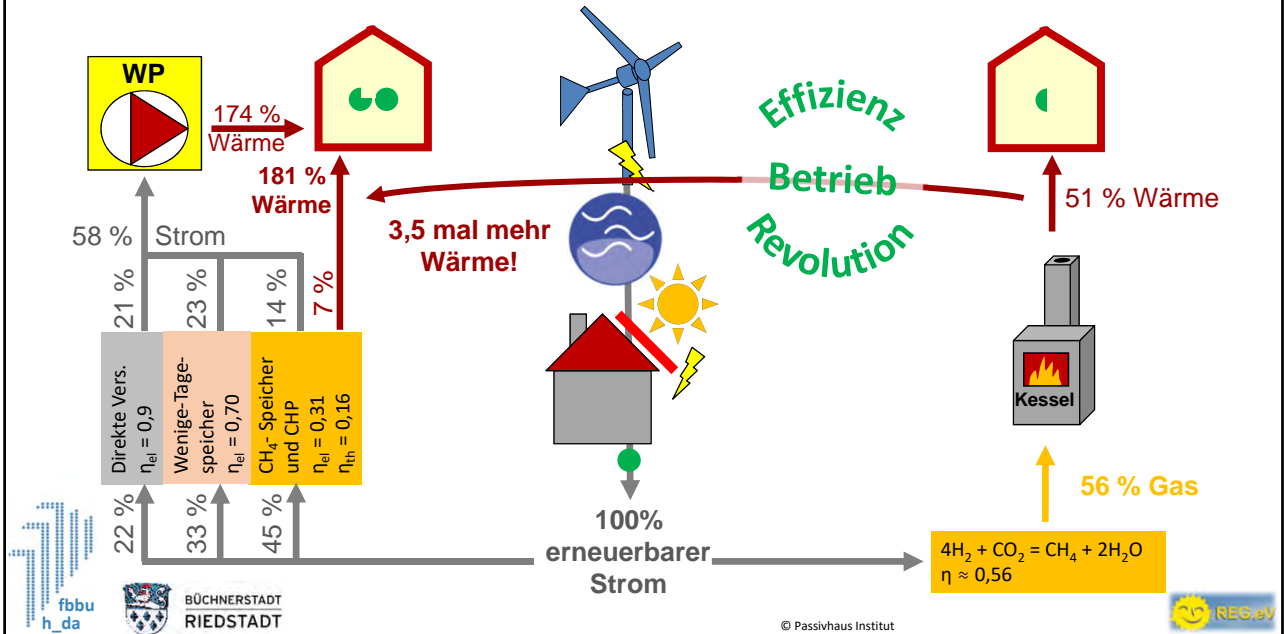 WP
174 %
Wärme
181 %
Wärme
58 %
Strom
21 %
23 %
14 %
7 %
Direkte Vers.
ηel = 0,9
Wenige-Tage-
speicher
ηel = 0,70
CH4- Speicher
und CHP
ηel = 0,31
ηth = 0,16
22 %
33 %
45 %
3,5 mal mehr
Wärme!
Effizienz
Betrieb
Revolution
51 % Wärme
Kessel
56 % Gas
4H2 + CO2 = CH4 + 2H2O
η ≈ 0,56
100%
erneuerbarer
Strom
fbbu
h_da
BÜCHNERSTADT
RIEDSTADT
© Passivhaus Institut
REG.eV